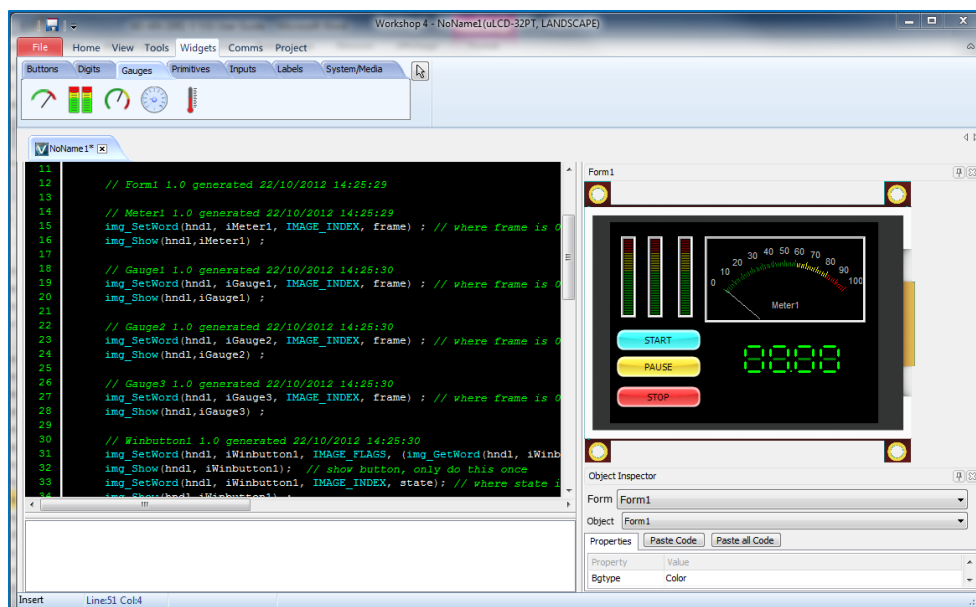 Workshop 4 - NoName1(uLCD-32PT, LANDSCAPE)
File Home View Tools Widgets Comms Project
Buttons Digits Gauges Primitives Inputs Labels System/Media
NoName1*
11
12 // Form1 1.0 generated 22/10/2012 14:25:29
13
14 // Meter1 1.0 generated 22/10/2012 14:25:29
15 img_SetWord(hndl, iMeter1, IMAGE_INDEX, frame) ; // where frame is 0
16 img_Show(hndl,iMeter1) ;
17
18 // Gauge1 1.0 generated 22/10/2012 14:25:30
19 img_SetWord(hndl, iGauge1, IMAGE_INDEX, frame) ; // where frame is 0
20 img_Show(hndl,iGauge1) ;
21
22 // Gauge2 1.0 generated 22/10/2012 14:25:30
23 img_SetWord(hndl, iGauge2, IMAGE_INDEX, frame) ; // where frame is 0
24 img_Show(hndl,iGauge2) ;
25
26 // Gauge3 1.0 generated 22/10/2012 14:25:30
27 img_SetWord(hndl, iGauge3, IMAGE_INDEX, frame) ; // where frame is 0
28 img_Show(hndl,iGauge3) ;
29
30 // Winbutton1 1.0 generated 22/10/2012 14:25:30
31 img_SetWord(hndl, iWinbutton1, IMAGE_FLAGS, (img_GetWord(hndl, iWinb
32 img_Show(hndl, iWinbutton1); // show button, only do this once
33 img_SetWord(hndl, iWinbutton1, IMAGE_INDEX, state); // where state i
34 img_Show(hndl,iWinbutton1) ;
Form1
0 10 20 30 40 50 60 70 80 90 100
Meter1
START
PAUSE
STOP
Object Inspector
Form Form1
Object Form1
Properties Paste Code Paste all Code
Property Value
Bgtype Color
Insert Line:51 Col:4